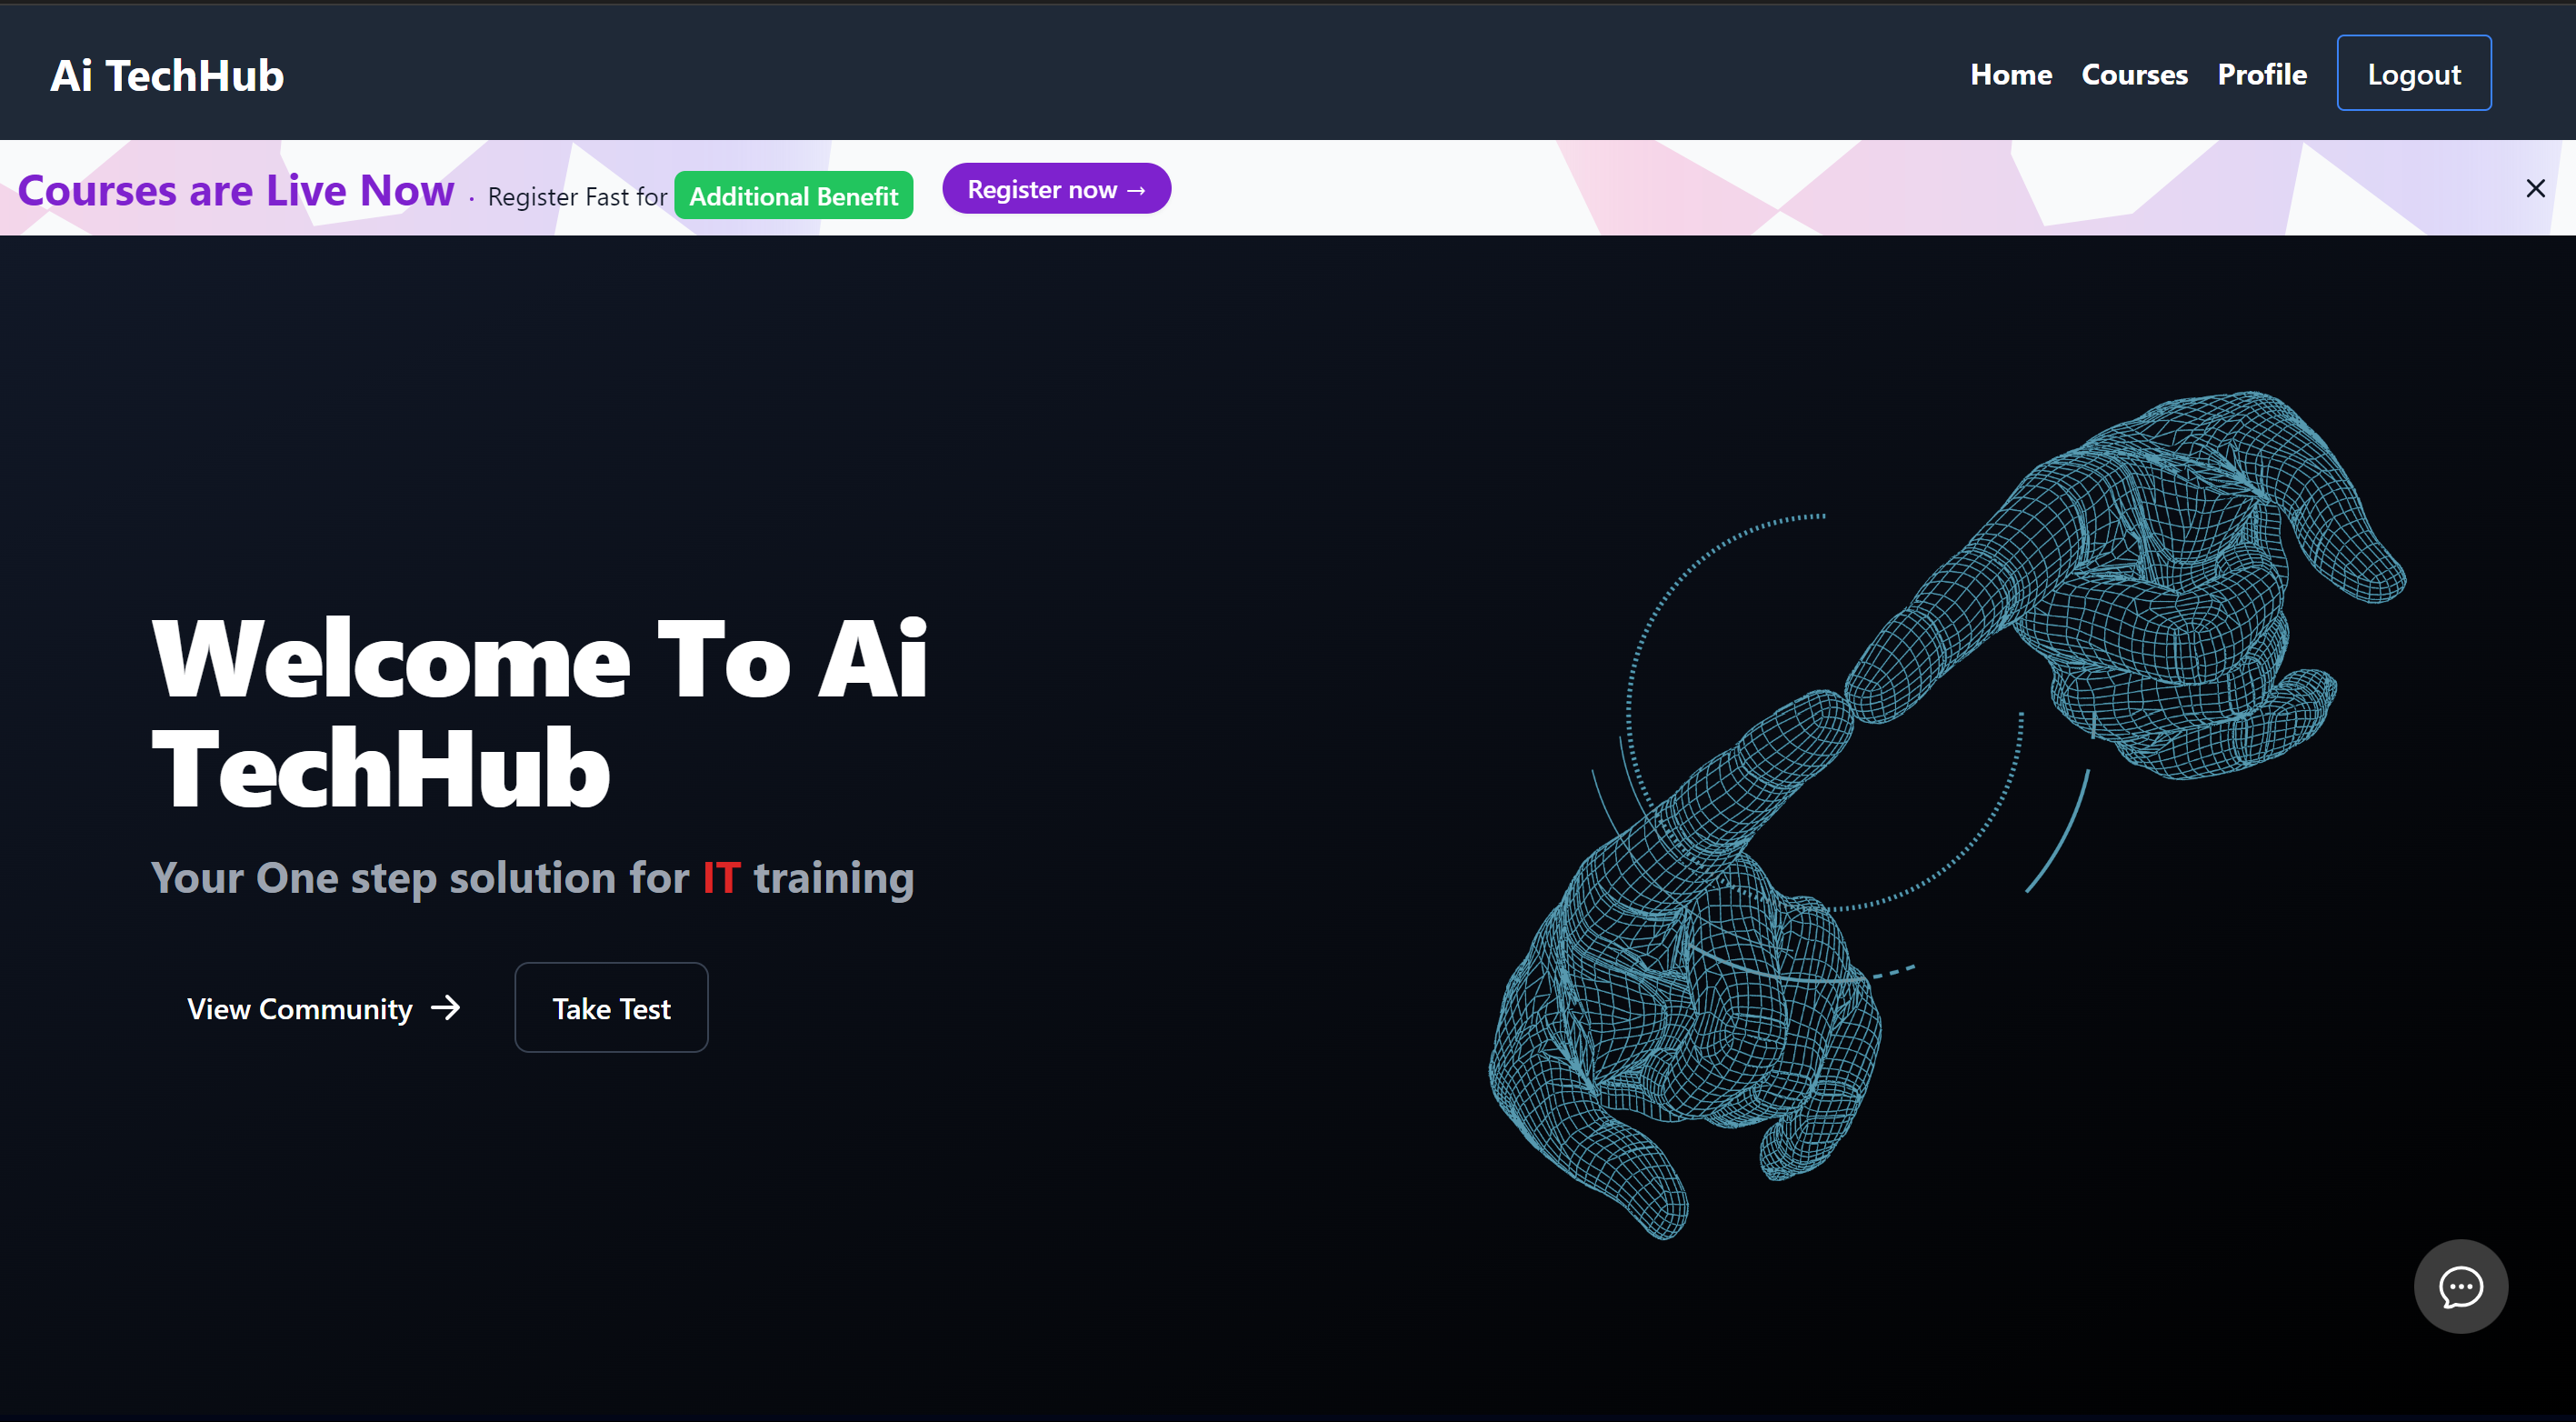 Ai TechHub
Home Courses Profile Logout
Courses are Live Now · Register Fast for Additional Benefit Register now →
Welcome To Ai
TechHub
Your One step solution for IT training
View Community → Take Test